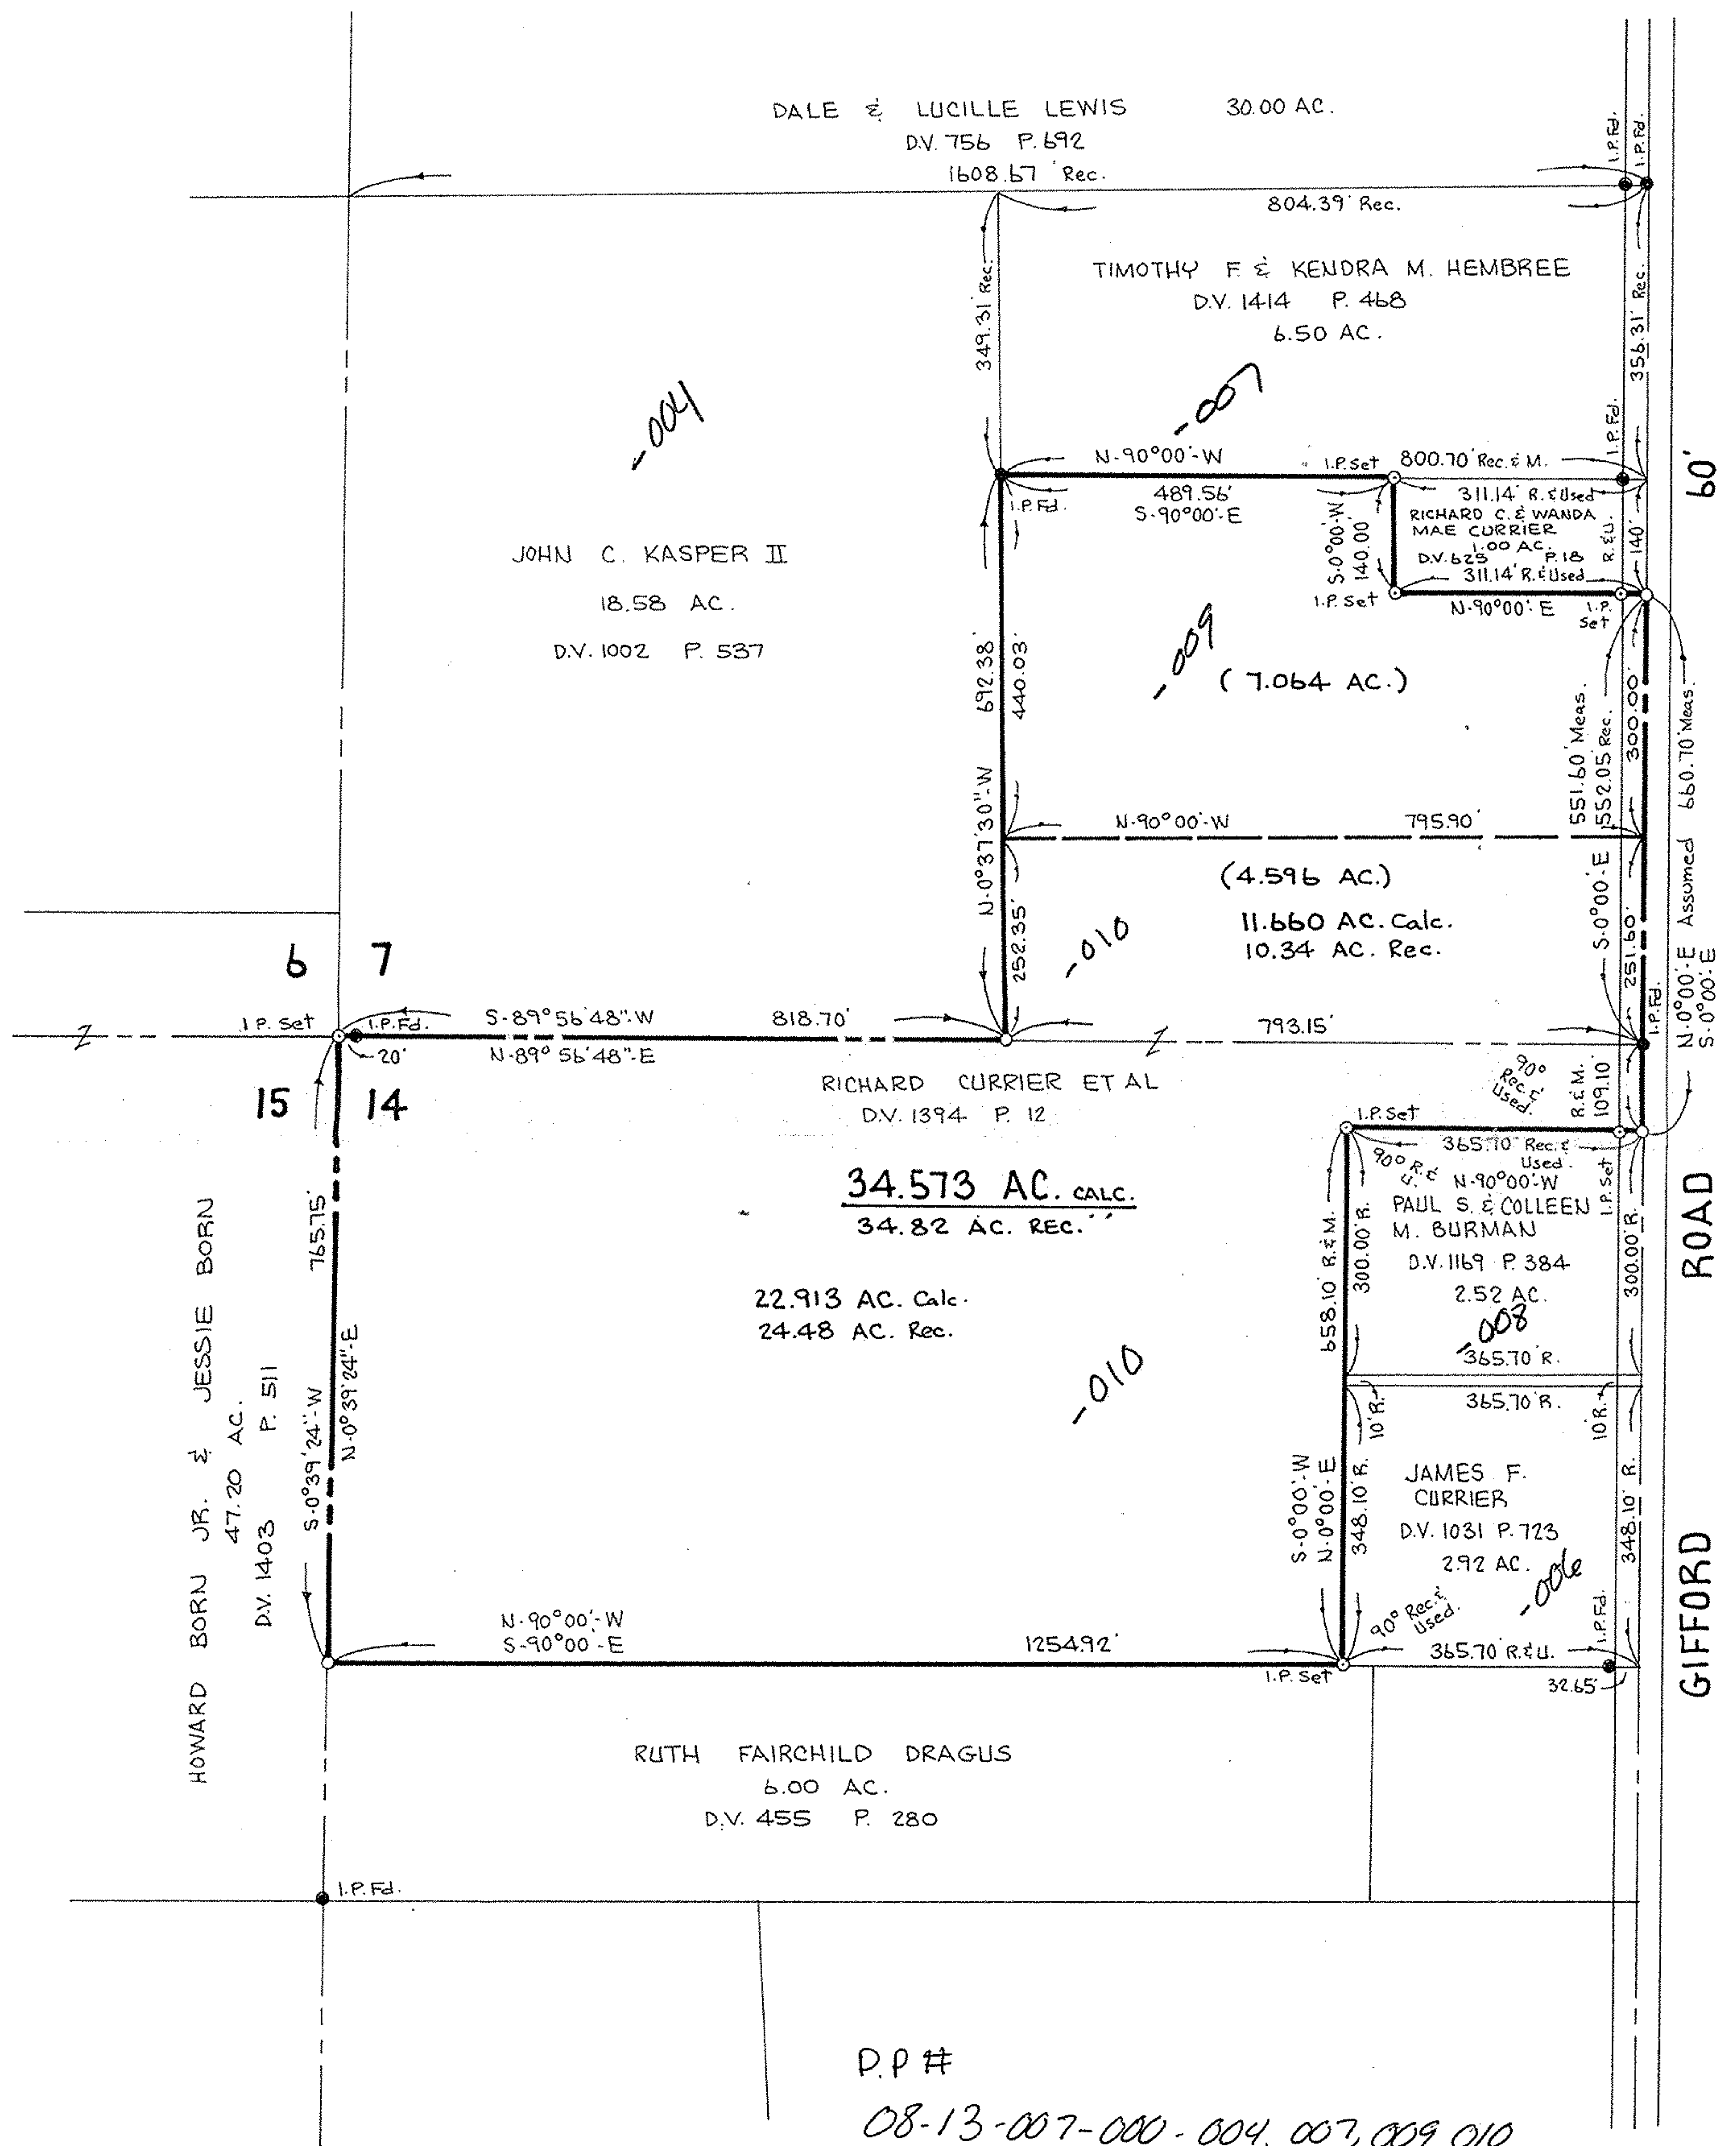 DALE & LUCILLE LEWIS 30.00 AC.
D.V. 756 P. 692
1608.67' Rec.
I.P. Fd.
I.P. Fd.
804.39' Rec.
349.31' Rec.
TIMOTHY F. & KENDRA M. HEMBREE
D.V. 1414 P. 468
6.50 AC.
356.31' Rec.
-004
-007
I.P. Fd.
N-90°00'-W
I.P. Set
800.70' Rec. & M.
60'
489.56'
S-90°00'-E
I.P. Fd.
311.14' R. & Used
RICHARD C. & WANDA
MAE CURRIER
1.00 AC.
D.V. 625 P. 18
311.14' R. & Used
S-0°00'-W
140.00
R. & U.
140'
I.P. Set
N-90°00'-E
I.P.
Set
JOHN C. KASPER II
18.58 AC.
D.V. 1002 P. 537
692.38'
440.03'
N-0°37'30"-W
-009
(7.064 AC.)
551.60' Meas.
552.05' Rec.
300.00'
660.70' Meas.
N-90°00'-W 795.90'
(4.596 AC.)
11.660 AC. Calc.
10.34 AC. Rec.
-010
252.35'
S-0°00'-E
251.60'
I.P. Fd.
N-0°00'-E Assumed
S-0°00'-E
6 7
I.P. Set
I.P. Fd.
S-89°56'48"-W 818.70'
N-89°56'48"-E
20'
793.15'
15 14
RICHARD CURRIER ET AL
D.V. 1394 P. 12
90°
Rec. &
Used.
R. & M.
109.10'
I.P. Set
365.70' Rec. &
Used.
90° R. &
U.
N-90°00'-W
I.P. Set
34.573 AC. CALC.
34.82 AC. REC.
22.913 AC. Calc.
24.48 AC. Rec.
-010
658.10' R. & M.
300.00' R.
PAUL S. & COLLEEN
M. BURMAN
D.V. 1169 P. 384
2.52 AC.
-008
300.00' R.
365.70' R.
365.70' R.
10' R.
10' R.
HOWARD BORN JR. & JESSIE BORN
47.20 AC.
D.V. 1403 P. 511
765.75'
S-0°39'24"-W
N-0°39'24"-E
S-0°00'-W
N-0°00'-E
348.10' R.
JAMES F.
CURRIER
D.V. 1031 P. 723
2.92 AC.
-006
348.10' R.
GIFFORD ROAD
N-90°00'-W
S-90°00'-E
1254.92'
I.P. Set
90° Rec. &
Used.
365.70' R. & U.
I.P. Fd.
32.65'
RUTH FAIRCHILD DRAGUS
6.00 AC.
D.V. 455 P. 280
I.P. Fd.
P.P #
08-13-007-000-004, 007, 009, 010